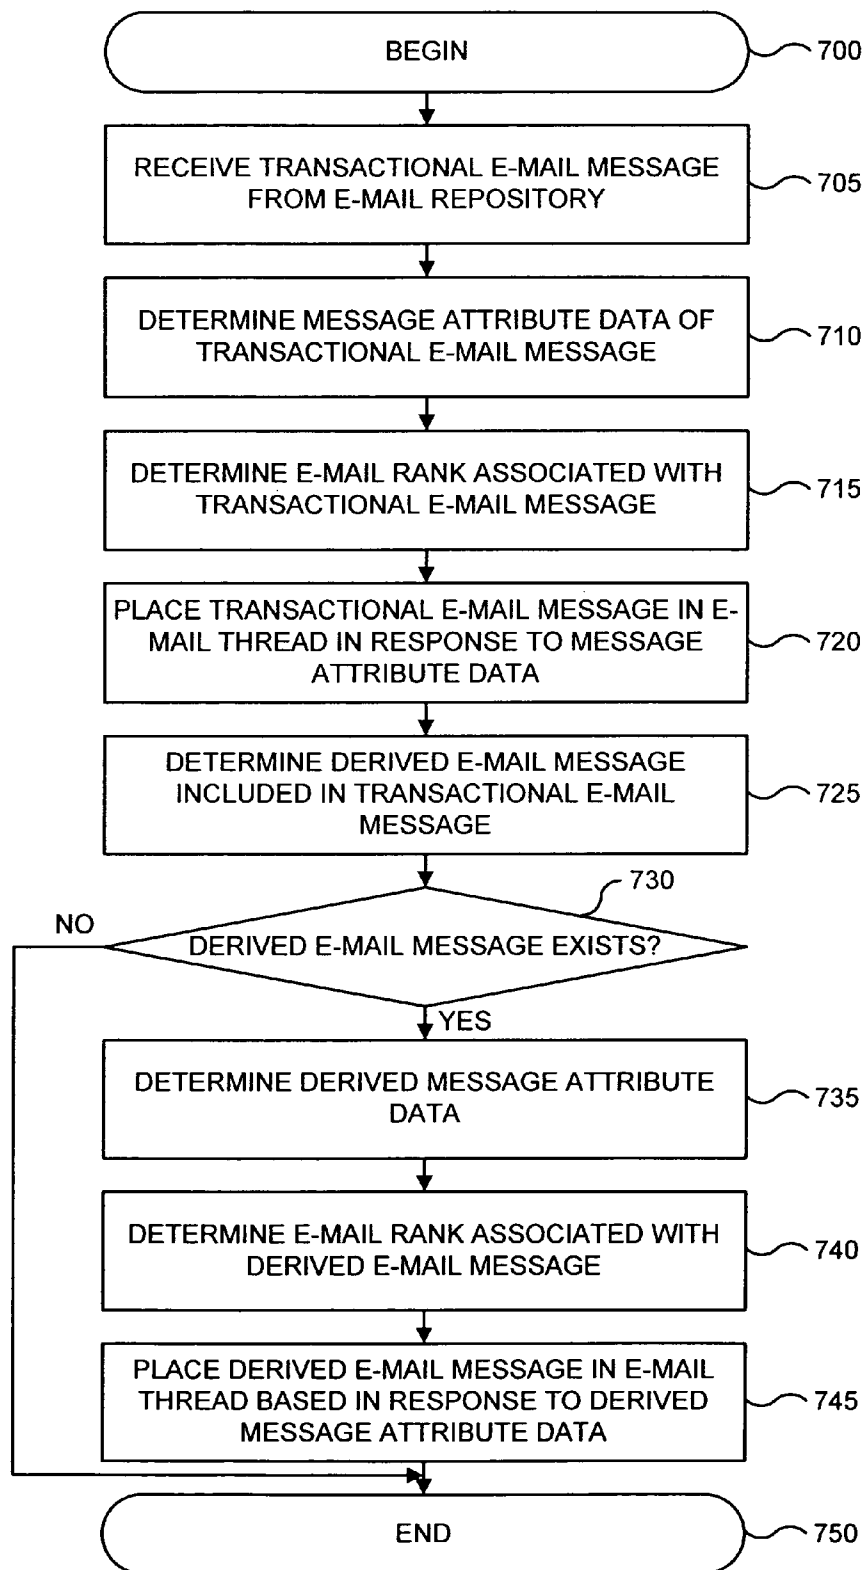 BEGIN
700
RECEIVE TRANSACTIONAL E-MAIL MESSAGE
FROM E-MAIL REPOSITORY
705
DETERMINE MESSAGE ATTRIBUTE DATA OF
TRANSACTIONAL E-MAIL MESSAGE
710
DETERMINE E-MAIL RANK ASSOCIATED WITH
TRANSACTIONAL E-MAIL MESSAGE
715
PLACE TRANSACTIONAL E-MAIL MESSAGE IN E-
MAIL THREAD IN RESPONSE TO MESSAGE
ATTRIBUTE DATA
720
DETERMINE DERIVED E-MAIL MESSAGE
INCLUDED IN TRANSACTIONAL E-MAIL
MESSAGE
725
730
NO
DERIVED E-MAIL MESSAGE EXISTS?
YES
DETERMINE DERIVED MESSAGE ATTRIBUTE
DATA
735
DETERMINE E-MAIL RANK ASSOCIATED WITH
DERIVED E-MAIL MESSAGE
740
PLACE DERIVED E-MAIL MESSAGE IN E-MAIL
THREAD BASED IN RESPONSE TO DERIVED
MESSAGE ATTRIBUTE DATA
745
END
750